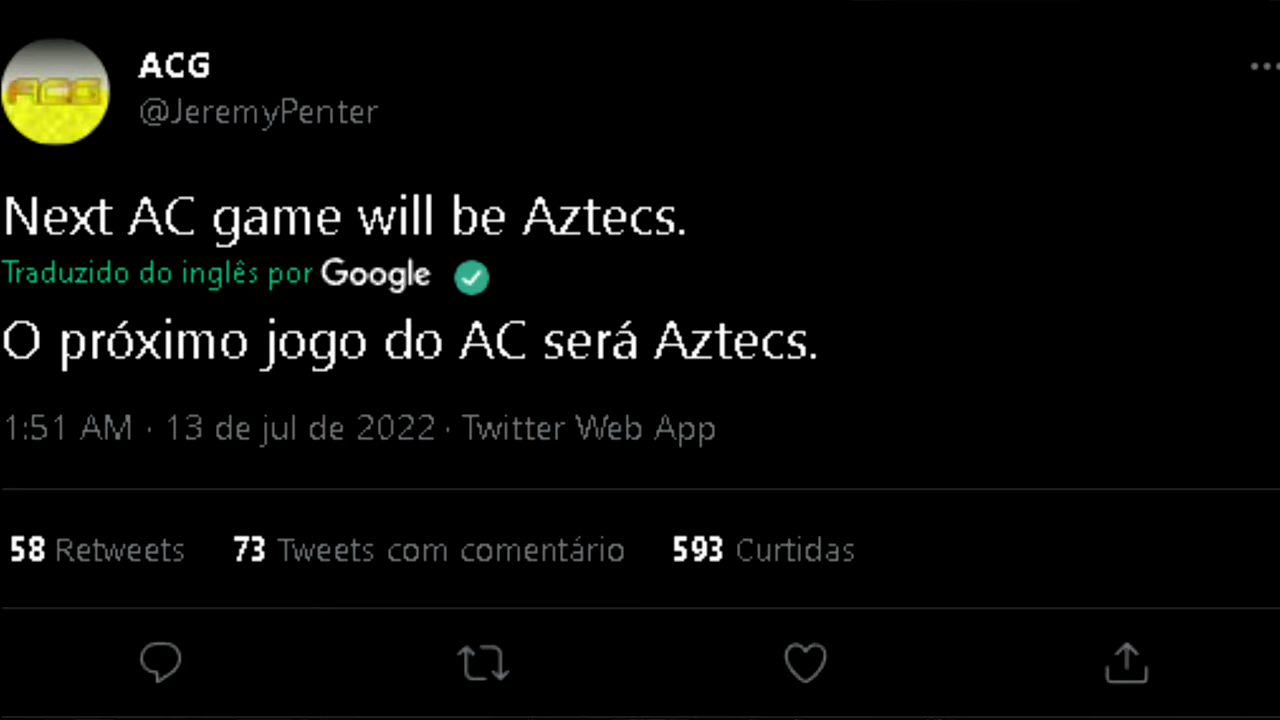 ACG
ACG
@JeremyPenter
Next AC game will be Aztecs.
Traduzido do inglês por Google
O próximo jogo do AC será Aztecs.
1:51 AM · 13 de jul de 2022 · Twitter Web App
58 Retweets 73 Tweets com comentário 593 Curtidas